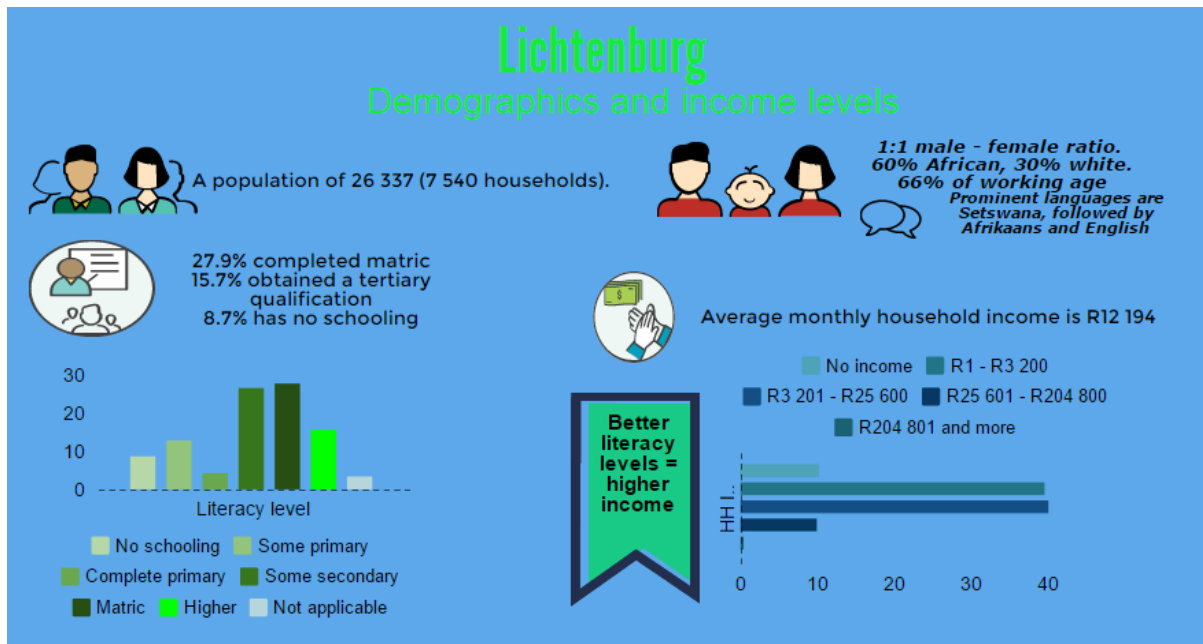 Lichtenburg
Demographics and income levels
A population of 26 337 (7 540 households).
1:1 male - female ratio.
60% African, 30% white.
66% of working age
Prominent languages are
Setswana, followed by
Afrikaans and English
27.9% completed matric
15.7% obtained a tertiary
qualification
8.7% has no schooling
Average monthly household income is R12 194
30
20
10
0
Literacy level
No schooling Some primary
Complete primary Some secondary
Matric Higher Not applicable
Better
literacy
levels =
higher
income
No income R1 - R3 200
R3 201 - R25 600 R25 601 - R204 800
R204 801 and more
HH I..
0 10 20 30 40